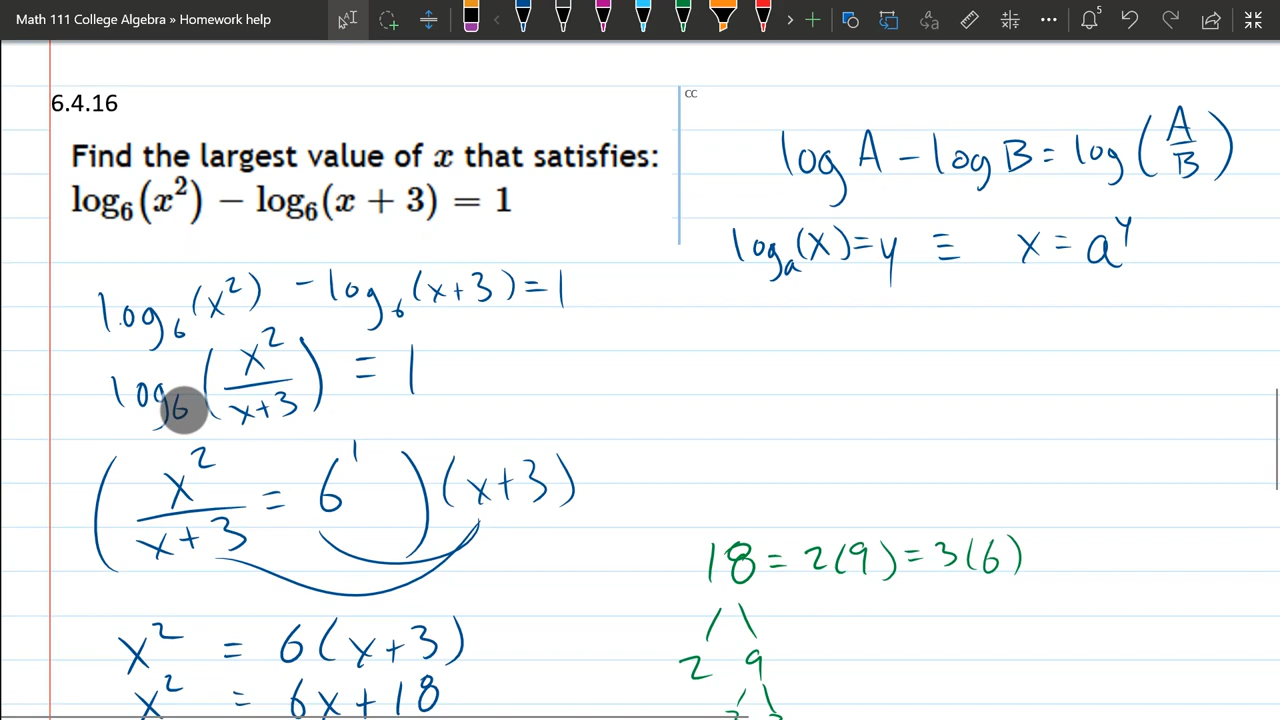 Math 111 College Algebra » Homework help
5
6.4.16
Find the largest value of x that satisfies:
log₆(x²) − log₆(x + 3) = 1
CC
log A − log B = log (A/B)
logₐ(x) = y ≡ x = a^y
log₆(x²) − log₆(x+3) = 1
log₆(x²/(x+3)) = 1
(x²/(x+3) = 6¹)(x+3)
x² = 6(x+3)
x² = 6x+18
18 = 2(9) = 3(6)
2 9